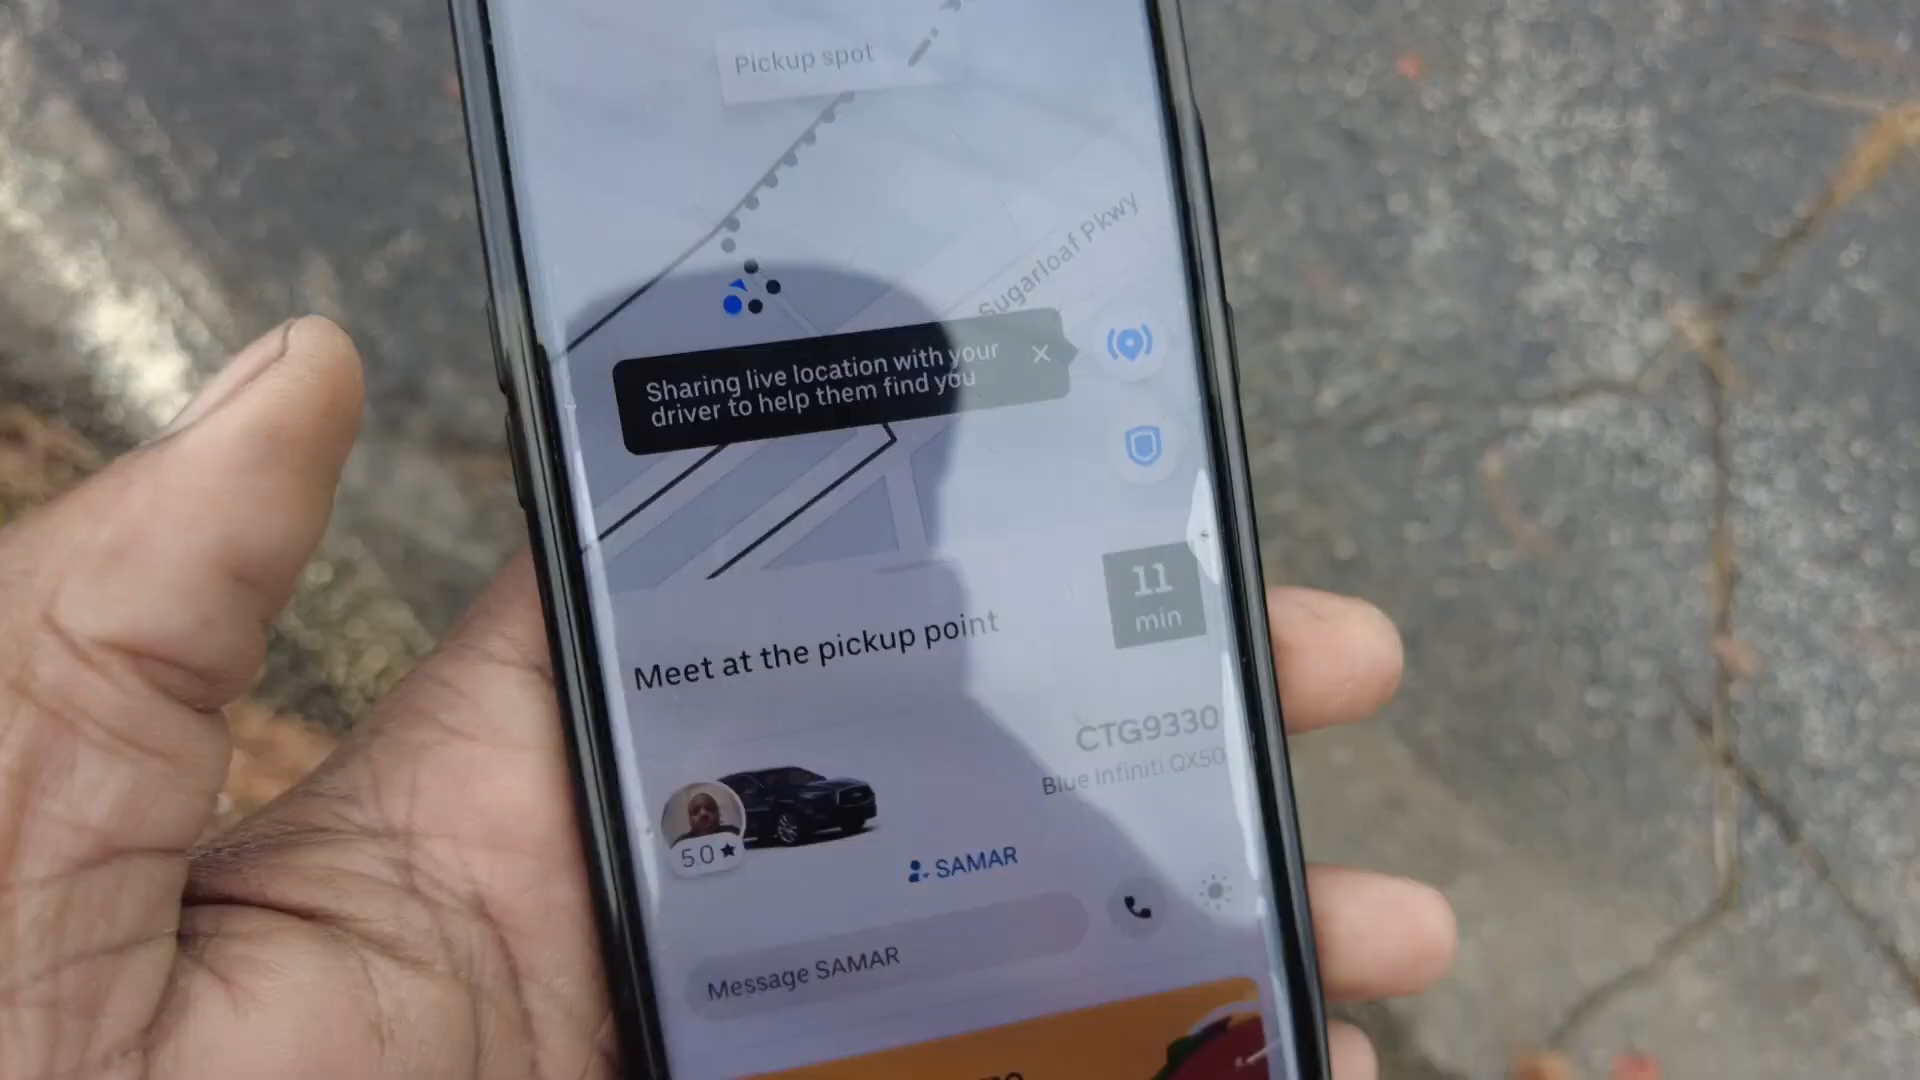 Pickup spot
Sugarloaf Pkwy
Sharing live location with your
driver to help them find you
11
min
Meet at the pickup point
CTG9330
Blue Infiniti QX50
5.0 ★
SAMAR
Message SAMAR